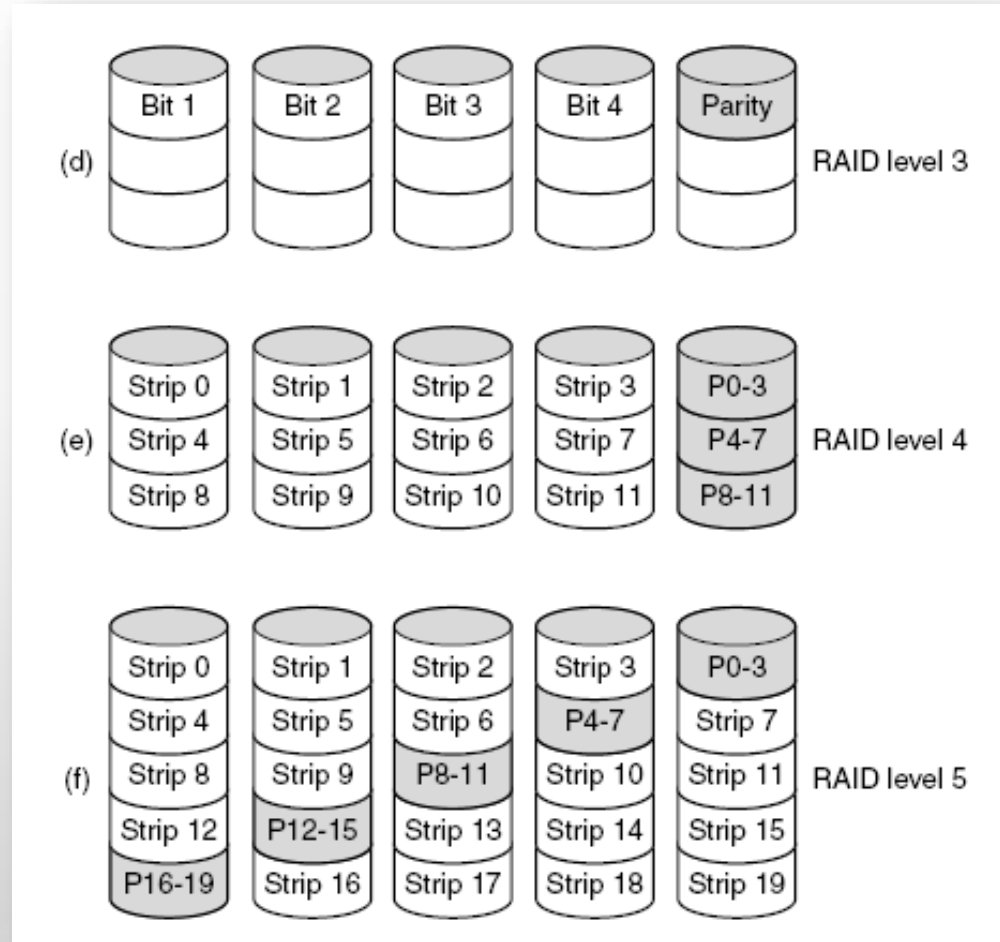 Bit 1 Bit 2 Bit 3 Bit 4 Parity
(d) RAID level 3
Strip 0 Strip 1 Strip 2 Strip 3 P0-3
(e) Strip 4 Strip 5 Strip 6 Strip 7 P4-7 RAID level 4
Strip 8 Strip 9 Strip 10 Strip 11 P8-11
Strip 0 Strip 1 Strip 2 Strip 3 P0-3
Strip 4 Strip 5 Strip 6 P4-7 Strip 7
(f) Strip 8 Strip 9 P8-11 Strip 10 Strip 11 RAID level 5
Strip 12 P12-15 Strip 13 Strip 14 Strip 15
P16-19 Strip 16 Strip 17 Strip 18 Strip 19